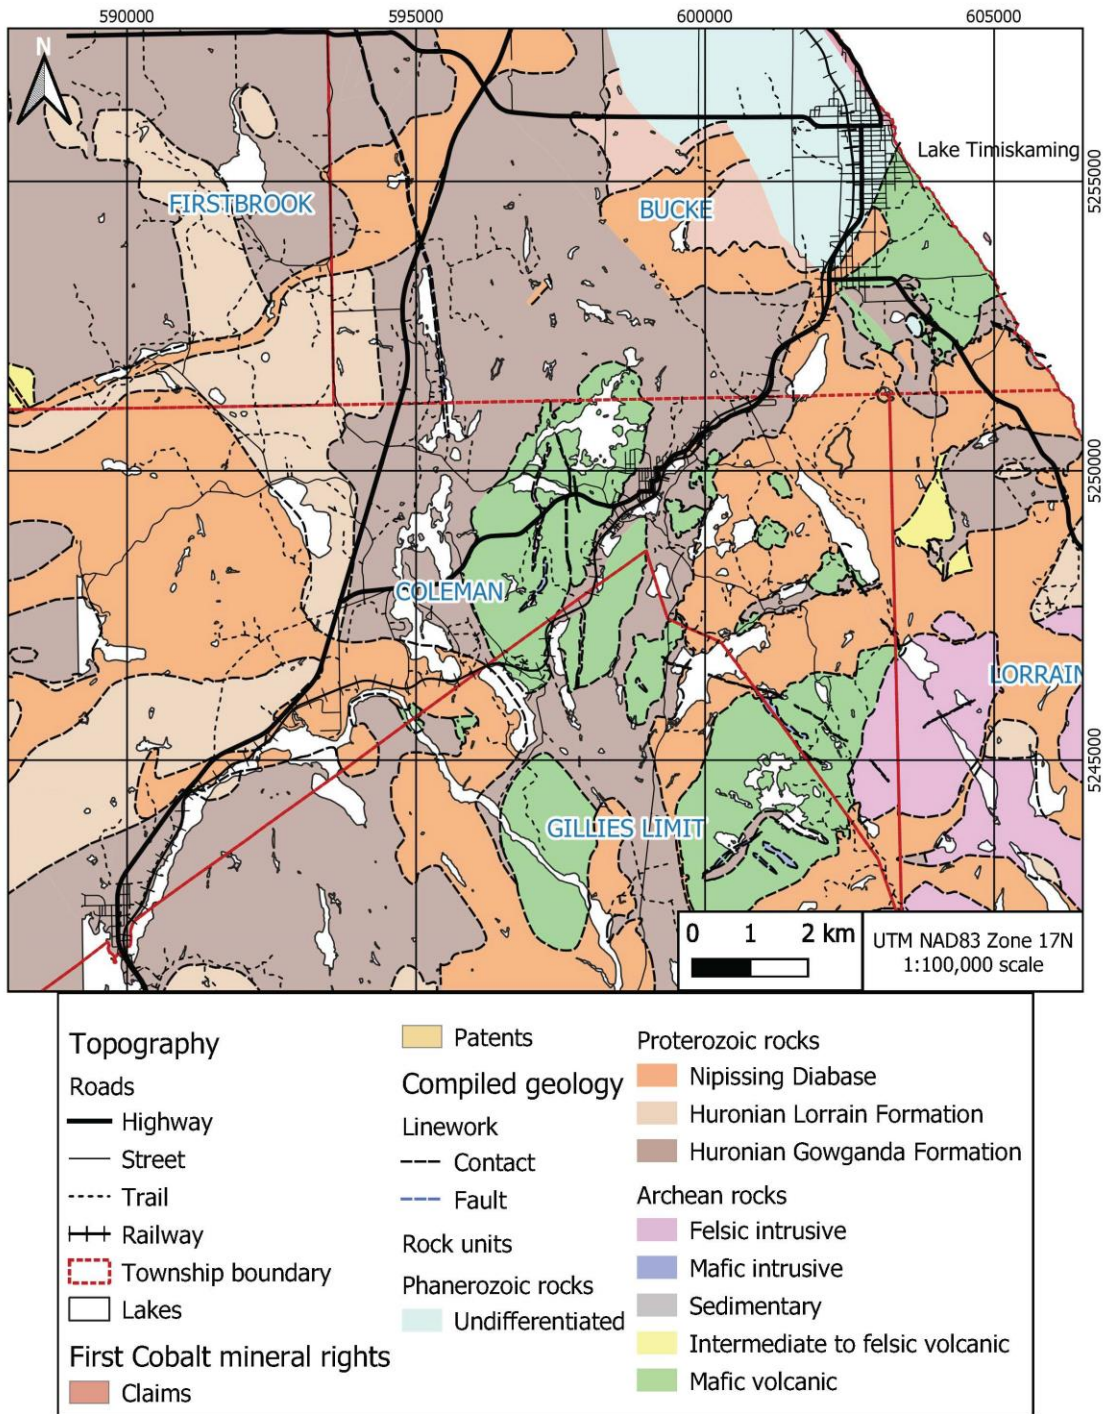 590000 595000 600000 605000
N
Lake Timiskaming
5255000
FIRSTBROOK
BUCKE
5250000
COLEMAN
LORRAIN
5245000
GILLIES LIMIT
0 1 2 km
UTM NAD83 Zone 17N
1:100,000 scale
Topography
Roads
Highway
Street
Trail
Railway
Township boundary
Lakes
First Cobalt mineral rights
Claims
Patents
Compiled geology
Linework
Contact
Fault
Rock units
Phanerozoic rocks
Undifferentiated
Proterozoic rocks
Nipissing Diabase
Huronian Lorrain Formation
Huronian Gowganda Formation
Archean rocks
Felsic intrusive
Mafic intrusive
Sedimentary
Intermediate to felsic volcanic
Mafic volcanic